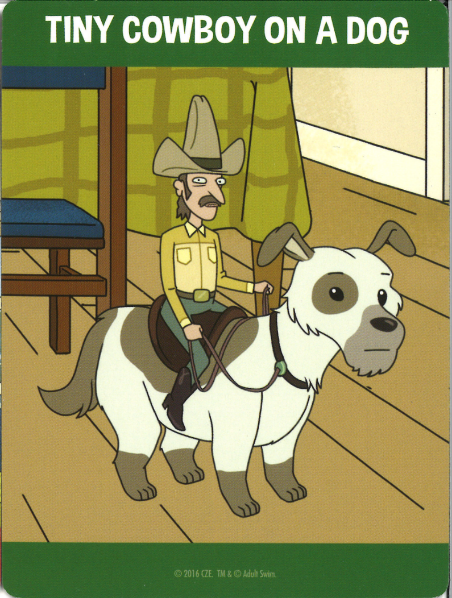 TINY COWBOY ON A DOG
© 2016 CZE. TM & © Adult Swim.